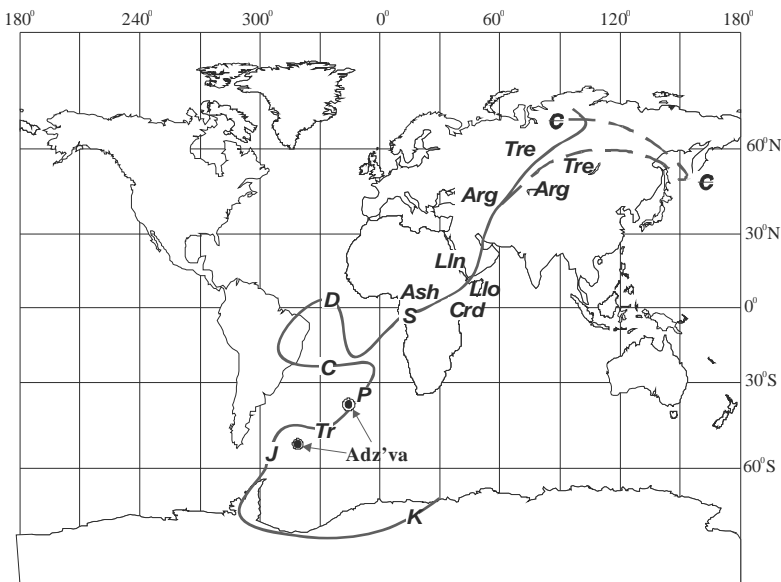 180⁰ 240⁰ 300⁰ 0⁰ 60⁰ 120⁰ 180⁰
Є
Tre
60⁰N
Tre
Є
Arg
Arg
30⁰N
Lln
Ash
Llo
D
S
Crd
0⁰
C
30⁰S
P
Tr
J
Adz'va
60⁰S
K